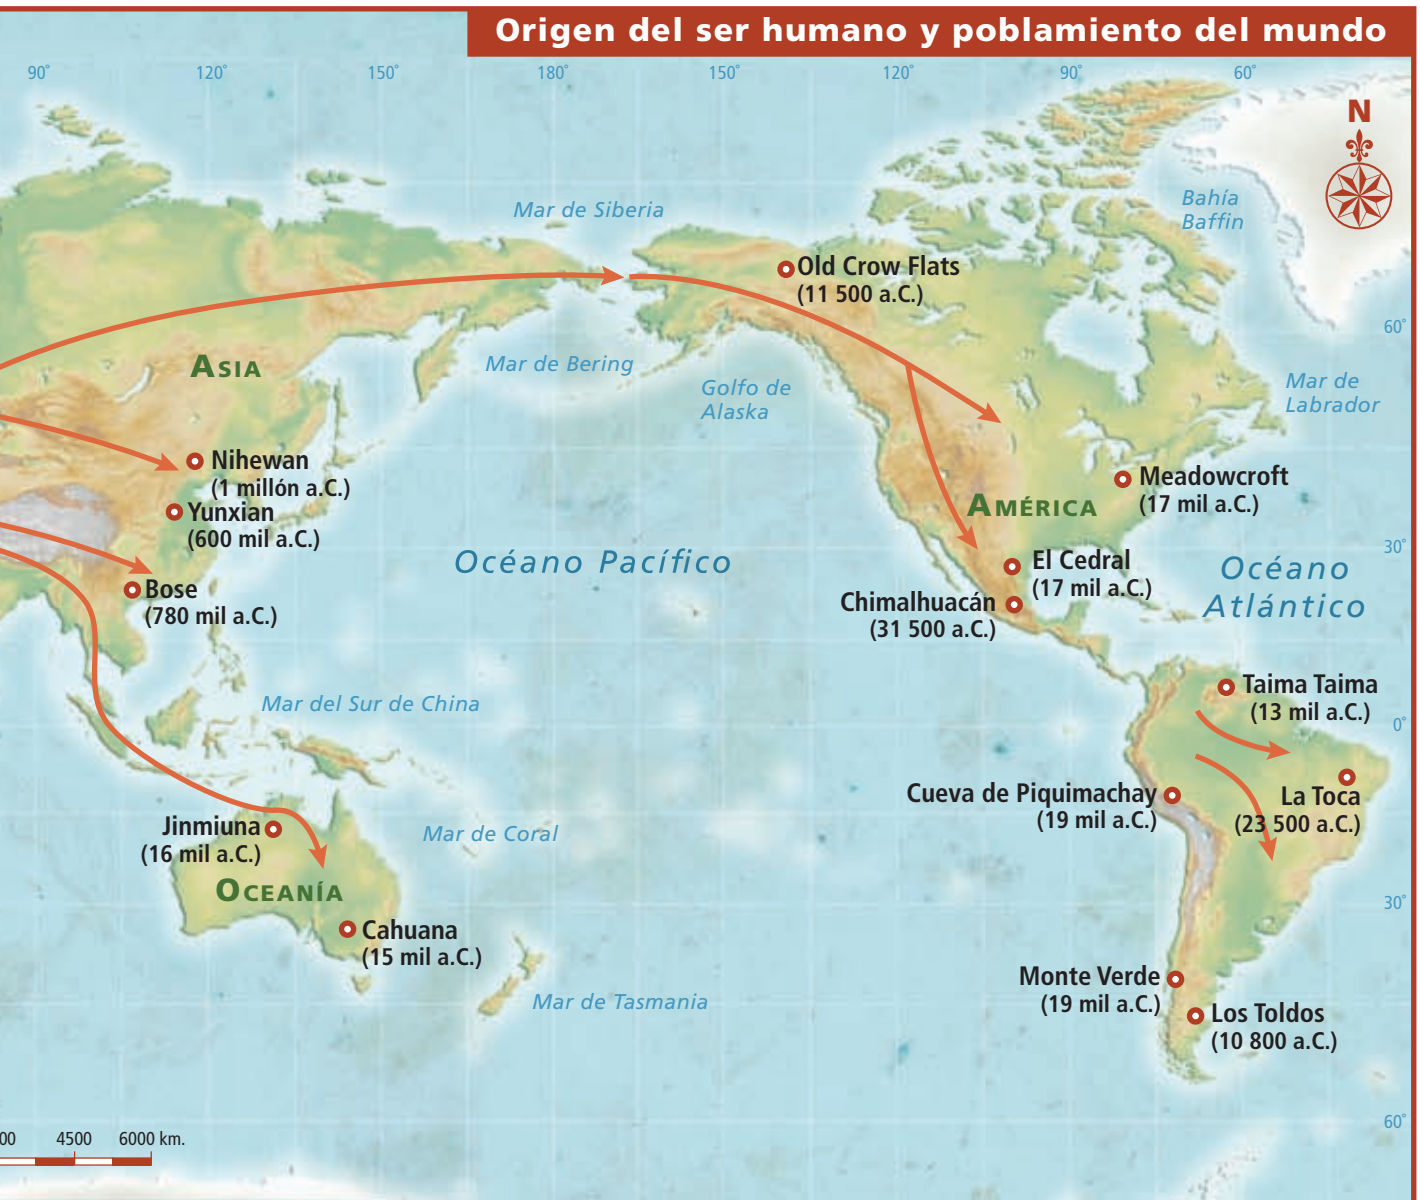 Origen del ser humano y poblamiento del mundo
90° 120° 150° 180° 150° 120° 90° 60°
N
Mar de Siberia
Bahía
Baffin
Old Crow Flats
(11 500 a.C.)
60°
ASIA
Mar de Bering
Golfo de
Alaska
Mar de
Labrador
Nihewan
(1 millón a.C.)
Yunxian
(600 mil a.C.)
Meadowcroft
(17 mil a.C.)
AMÉRICA
30°
Océano Pacífico
El Cedral
(17 mil a.C.)
Océano
Atlántico
Bose
(780 mil a.C.)
Chimalhuacán
(31 500 a.C.)
Taima Taima
(13 mil a.C.)
Mar del Sur de China
0°
Cueva de Piquimachay
(19 mil a.C.)
La Toca
(23 500 a.C.)
Jinmiuna
(16 mil a.C.)
Mar de Coral
OCEANÍA
30°
Cahuana
(15 mil a.C.)
Monte Verde
(19 mil a.C.)
Mar de Tasmania
Los Toldos
(10 800 a.C.)
60°
00 4500 6000 km.